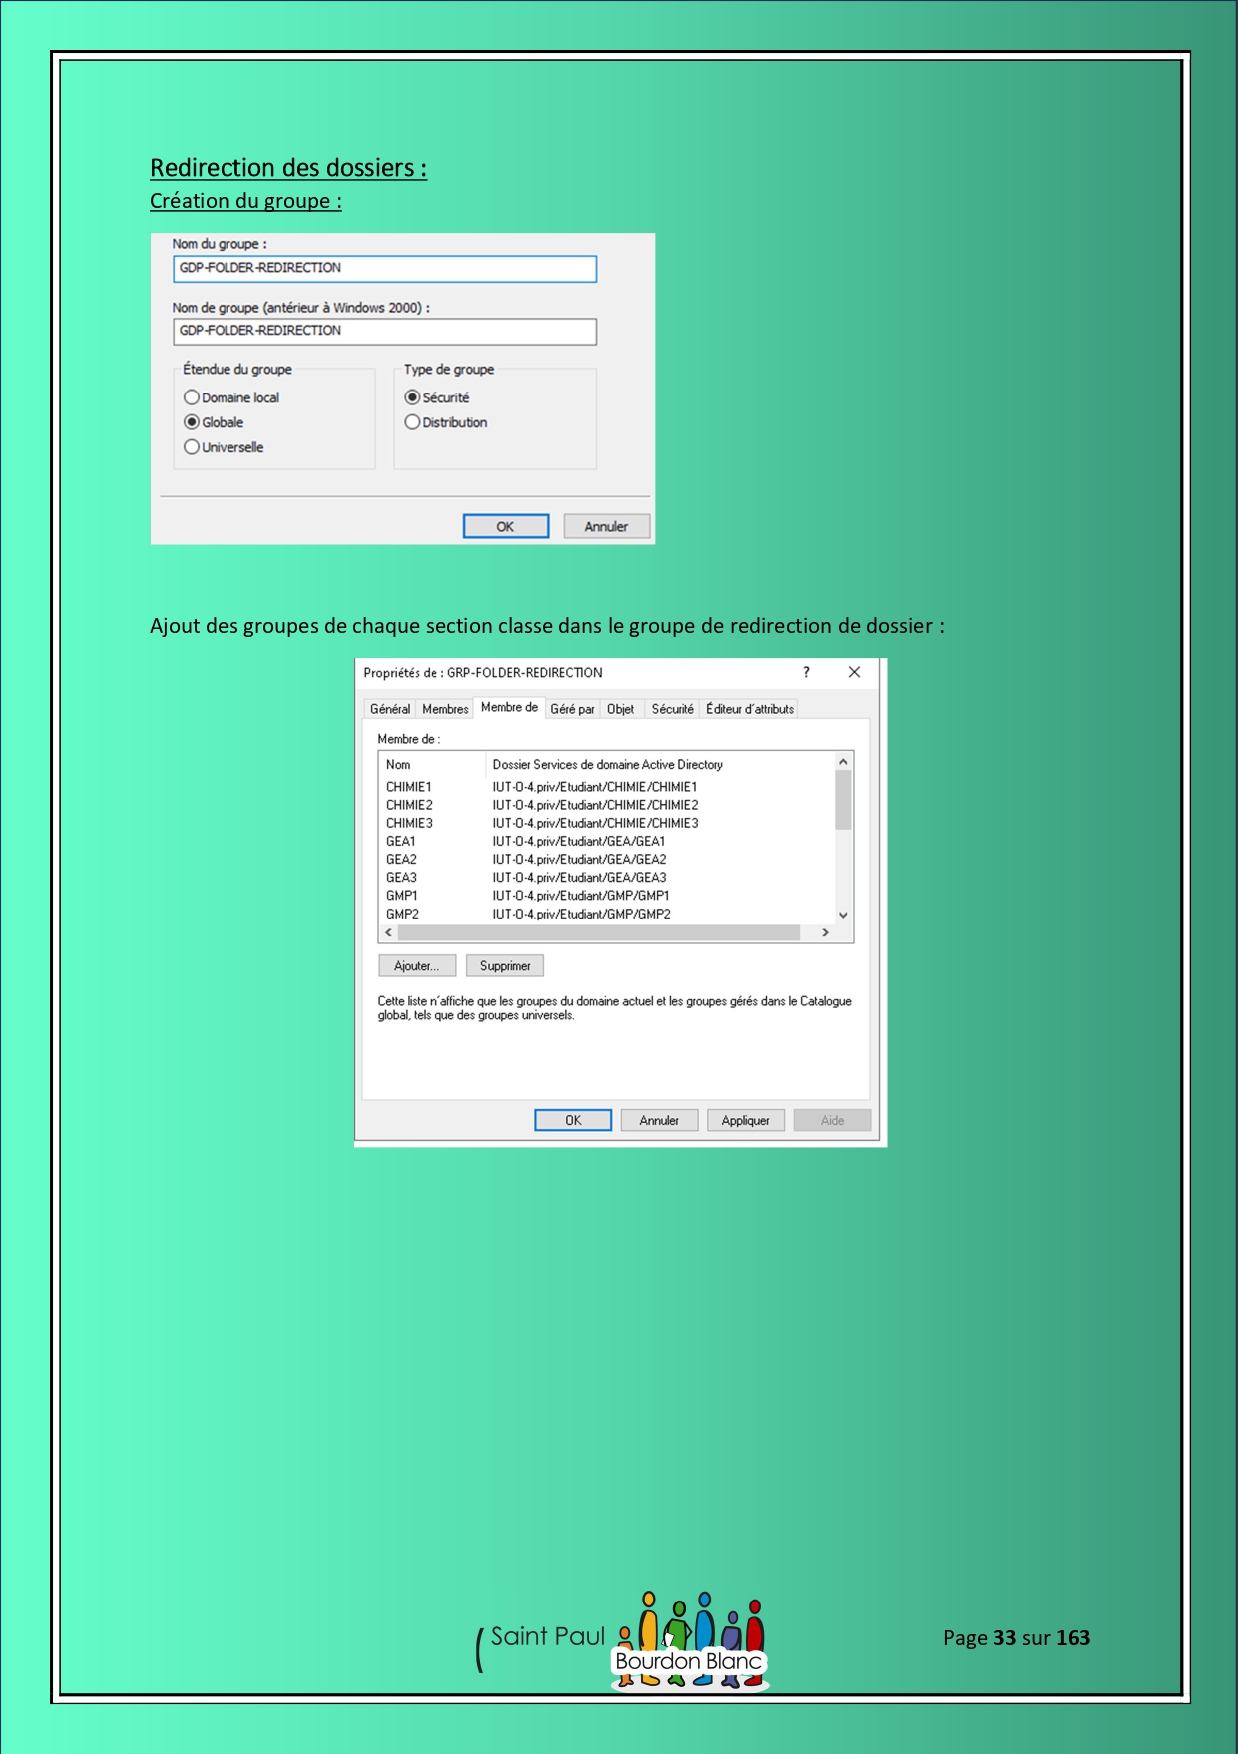 Redirection des dossiers :
Création du groupe :
Nom du groupe :
GDP-FOLDER-REDIRECTION
Nom de groupe (antérieur à Windows 2000) :
GDP-FOLDER-REDIRECTION
Étendue du groupe
Domaine local
Globale
Universelle
Type de groupe
Sécurité
Distribution
OK Annuler
Ajout des groupes de chaque section classe dans le groupe de redirection de dossier :
Propriétés de : GRP-FOLDER-REDIRECTION ?
Général Membres Membre de Géré par Objet Sécurité Éditeur d'attributs
Membre de :
Nom Dossier Services de domaine Active Directory
CHIMIE1 IUT-0-4.priv/Etudiant/CHIMIE/CHIMIE1
CHIMIE2 IUT-0-4.priv/Etudiant/CHIMIE/CHIMIE2
CHIMIE3 IUT-0-4.priv/Etudiant/CHIMIE/CHIMIE3
GEA1 IUT-0-4.priv/Etudiant/GEA/GEA1
GEA2 IUT-0-4.priv/Etudiant/GEA/GEA2
GEA3 IUT-0-4.priv/Etudiant/GEA/GEA3
GMP1 IUT-0-4.priv/Etudiant/GMP/GMP1
GMP2 IUT-0-4.priv/Etudiant/GMP/GMP2
Ajouter... Supprimer
Cette liste n'affiche que les groupes du domaine actuel et les groupes gérés dans le Catalogue
global, tels que des groupes universels.
OK Annuler Appliquer Aide
Saint Paul
Bourdon Blanc
Page 33 sur 163